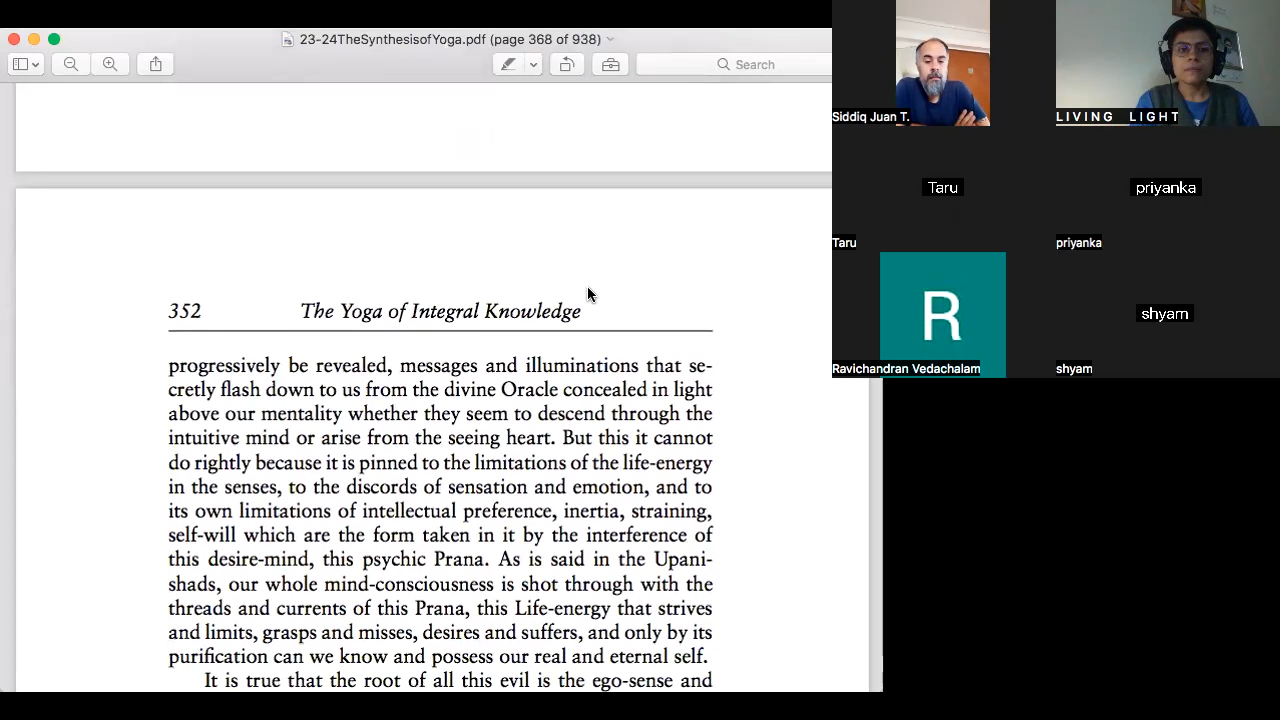 23-24TheSynthesisofYoga.pdf (page 368 of 938)
Search
352 The Yoga of Integral Knowledge
progressively be revealed, messages and illuminations that se-
cretly flash down to us from the divine Oracle concealed in light
above our mentality whether they seem to descend through the
intuitive mind or arise from the seeing heart. But this it cannot
do rightly because it is pinned to the limitations of the life-energy
in the senses, to the discords of sensation and emotion, and to
its own limitations of intellectual preference, inertia, straining,
self-will which are the form taken in it by the interference of
this desire-mind, this psychic Prana. As is said in the Upani-
shads, our whole mind-consciousness is shot through with the
threads and currents of this Prana, this Life-energy that strives
and limits, grasps and misses, desires and suffers, and only by its
purification can we know and possess our real and eternal self.
It is true that the root of all this evil is the ego-sense and
Siddiq Juan T.
LIVING LIGHT
Taru
Taru
priyanka
priyanka
R
Ravichandran Vedachalam
shyam
shyam